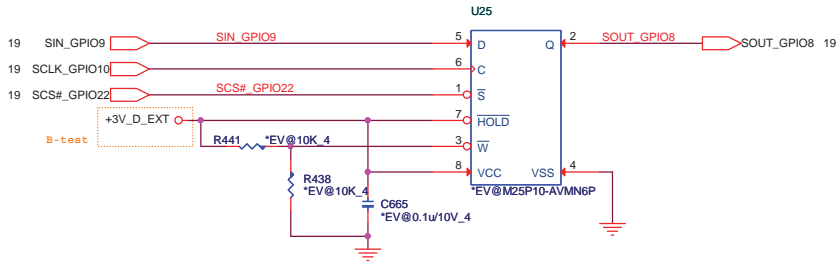 U25
19 SIN_GPIO9 SIN_GPIO9 5 D Q 2 SOUT_GPIO8 SOUT_GPIO8 19
19 SCLK_GPIO10 6 C
19 SCS#_GPIO22 SCS#_GPIO22 1 S
+3V_D_EXT 7 HOLD
B-test R441 *EV@10K_4 3 W
R438 8 VCC VSS 4
*EV@10K_4 C665 *EV@M25P10-AVMN6P
*EV@0.1u/10V_4